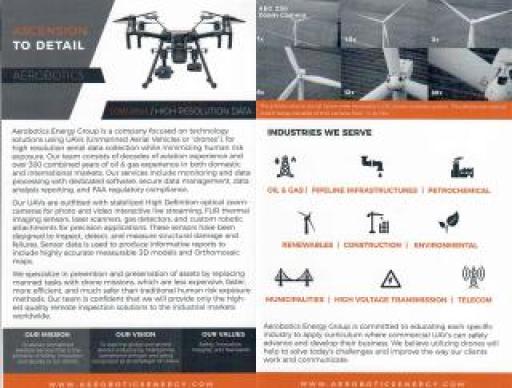 ASCENSION
TO DETAIL
AEROBOTICS
/ HIGH RESOLUTION DATA
Aerobotics Energy Group is a company focused on technology
solutions using UAVs (Unmanned Aerial Vehicles or "drones"), for
high resolution aerial data collection while minimizing human risk
exposure. Our team consists of decades of aviation experience and
over 380 combined years of oil & gas experience in both domestic
and international markets. Our services include monitoring and data
processing with dedicated software, secure data management, data
analysis reporting, and FAA regulatory compliance.
Our UAVs are outfitted with stabilized High Definition optical zoom
cameras for photo and video interactive live streaming, FLIR thermal
imaging sensors, laser scanners, gas detectors, and custom robotic
attachments for precision applications. These sensors have been
designed to inspect, detect, and measure structural damage and
failures. Sensor data is used to produce informative reports to
include highly accurate measurable 3D models and Orthomosaic
maps.
We specialize in prevention and preservation of assets by replacing
manned tasks with drone missions, which are less expensive, faster,
more efficient, and much safer than traditional human risk exposure
methods. Our team is confident that we will provide only the high-
est quality remote inspection solutions to the industrial markets
worldwide.
OUR MISSION
OUR VISION
OUR VALUES
WWW.AEROBOTICSENERGY.COM
AEG Z30
Zoom Camera
INDUSTRIES WE SERVE
OIL & GAS | PIPELINE INFRASTRUCTURES | PETROCHEMICAL
RENEWABLES | CONSTRUCTION | ENVIRONMENTAL
MUNICIPALITIES | HIGH VOLTAGE TRANSMISSION | TELECOM
Aerobotics Energy Group is committed to educating each specific
industry to apply curriculum where commercial UAV's can safely
advance and develop their business. We believe utilizing drones will
help to solve today's challenges and improve the way our clients
work and communicate.
WWW.AEROBOTICSENERGY.COM